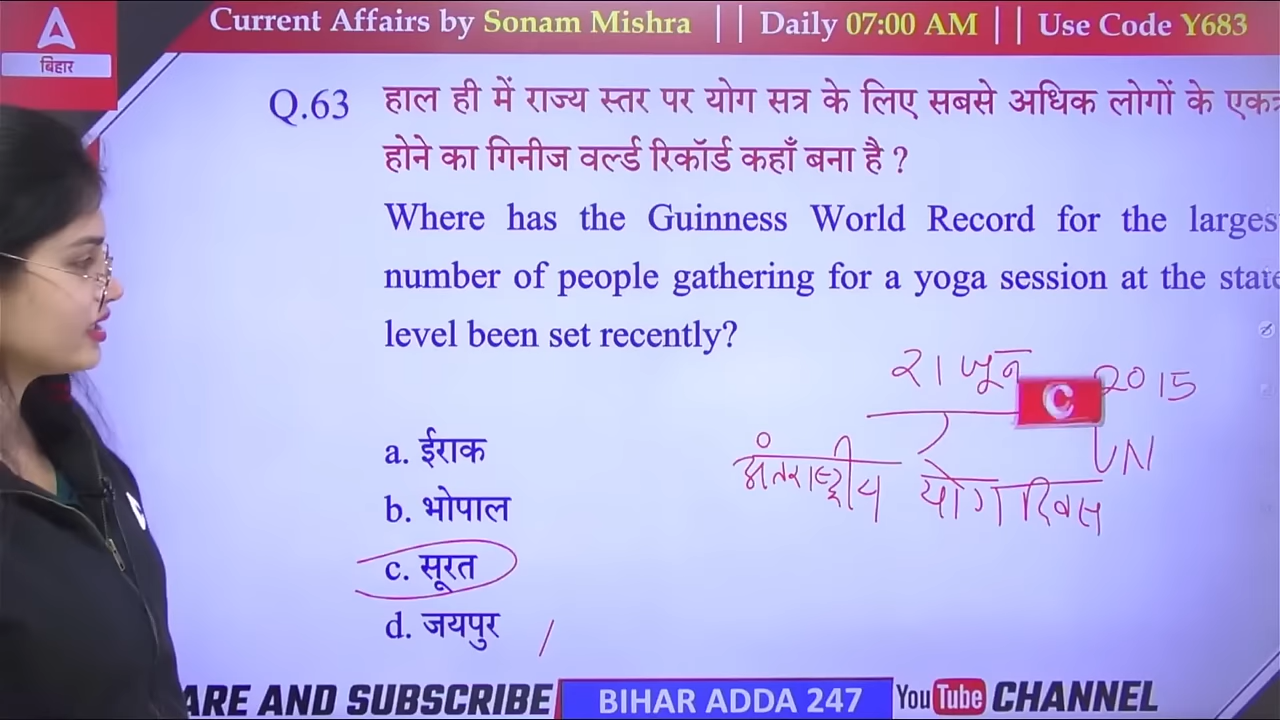 Current Affairs by Sonam Mishra || Daily 07:00 AM || Use Code Y683
बिहार
Q.63 हाल ही में राज्य स्तर पर योग सत्र के लिए सबसे अधिक लोगों के
होने का गिनीज वर्ल्ड रिकॉर्ड कहाँ बना है ?
Where has the Guinness World Record for the larges
number of people gathering for a yoga session at the state
level been set recently?
२१ जून 2015
C
UN
अंतराष्ट्रीय योग दिवस
a. ईराक
b. भोपाल
c. सूरत
d. जयपुर
ARE AND SUBSCRIBE BIHAR ADDA 247 YouTube CHANNEL